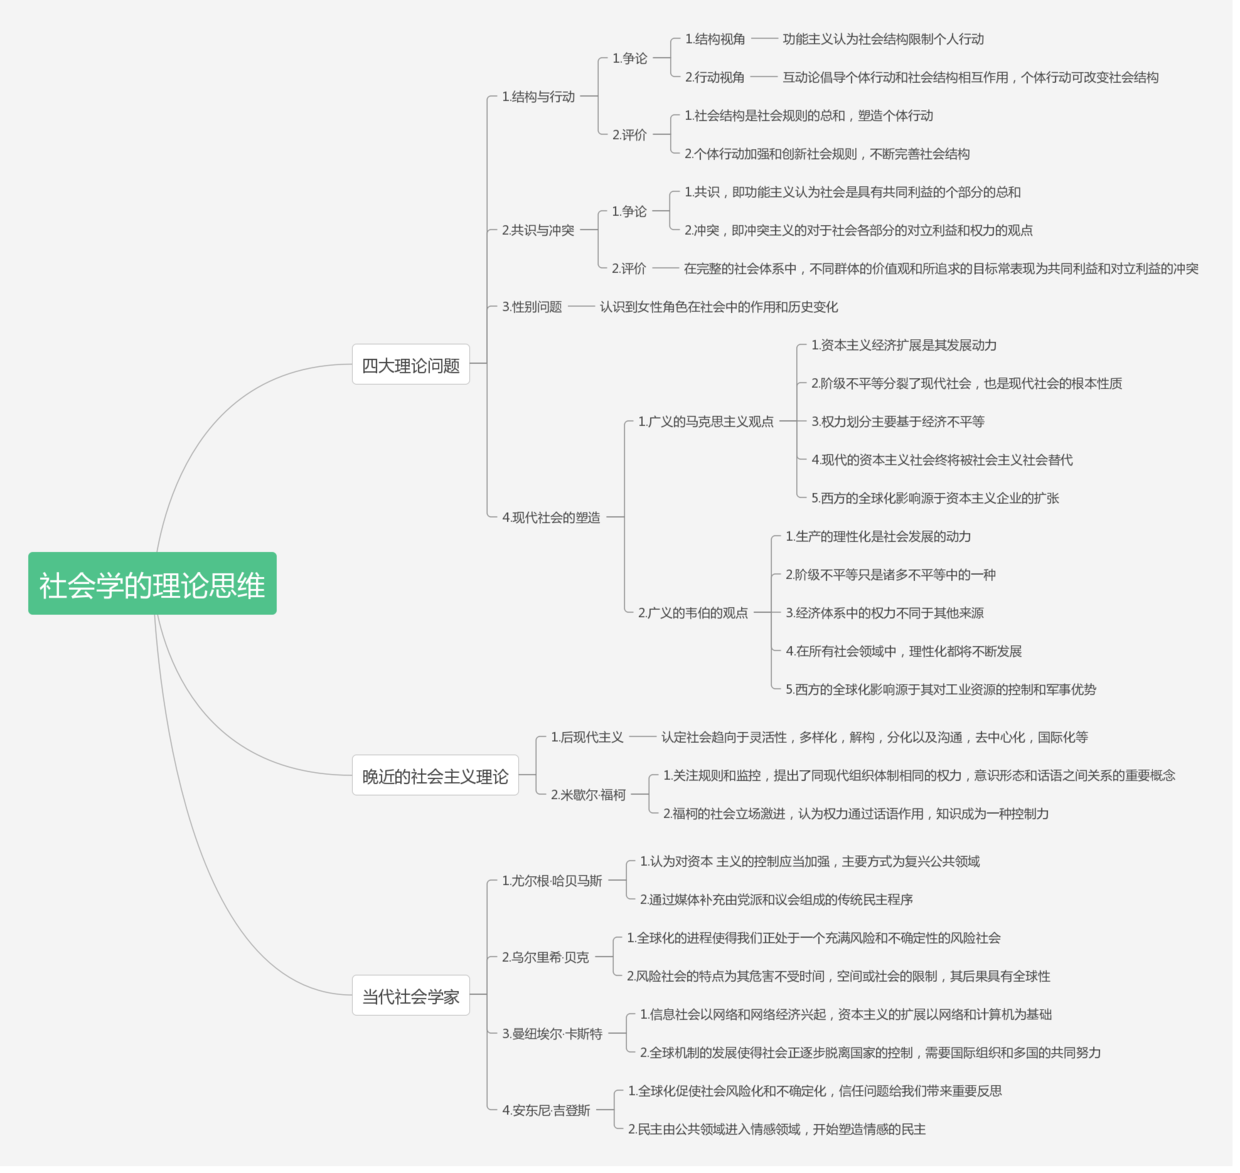 社会学的理论思维
四大理论问题
1.结构与行动
1.争论
1.结构视角
功能主义认为社会结构限制个人行动
2.行动视角
互动论倡导个体行动和社会结构相互作用，个体行动可改变社会结构
2.评价
1.社会结构是社会规则的总和，塑造个体行动
2.个体行动加强和创新社会规则，不断完善社会结构
2.共识与冲突
1.争论
1.共识，即功能主义认为社会是具有共同利益的个部分的总和
2.冲突，即冲突主义的对于社会各部分的对立利益和权力的观点
2.评价
在完整的社会体系中，不同群体的价值观和所追求的目标常表现为共同利益和对立利益的冲突
3.性别问题
认识到女性角色在社会中的作用和历史变化
4.现代社会的塑造
1.广义的马克思主义观点
1.资本主义经济扩展是其发展动力
2.阶级不平等分裂了现代社会，也是现代社会的根本性质
3.权力划分主要基于经济不平等
4.现代的资本主义社会终将被社会主义社会替代
5.西方的全球化影响源于资本主义企业的扩张
2.广义的韦伯的观点
1.生产的理性化是社会发展的动力
2.阶级不平等只是诸多不平等中的一种
3.经济体系中的权力不同于其他来源
4.在所有社会领域中，理性化都将不断发展
5.西方的全球化影响源于其对工业资源的控制和军事优势
晚近的社会主义理论
1.后现代主义
认定社会趋向于灵活性，多样化，解构，分化以及沟通，去中心化，国际化等
2.米歇尔·福柯
1.关注规则和监控，提出了同现代组织体制相同的权力，意识形态和话语之间关系的重要概念
2.福柯的社会立场激进，认为权力通过话语作用，知识成为一种控制力
当代社会学家
1.尤尔根·哈贝马斯
1.认为对资本 主义的控制应当加强，主要方式为复兴公共领域
2.通过媒体补充由党派和议会组成的传统民主程序
2.乌尔里希·贝克
1.全球化的进程使得我们正处于一个充满风险和不确定性的风险社会
2.风险社会的特点为其危害不受时间，空间或社会的限制，其后果具有全球性
3.曼纽埃尔·卡斯特
1.信息社会以网络和网络经济兴起，资本主义的扩展以网络和计算机为基础
2.全球机制的发展使得社会正逐步脱离国家的控制，需要国际组织和多国的共同努力
4.安东尼·吉登斯
1.全球化促使社会风险化和不确定化，信任问题给我们带来重要反思
2.民主由公共领域进入情感领域，开始塑造情感的民主